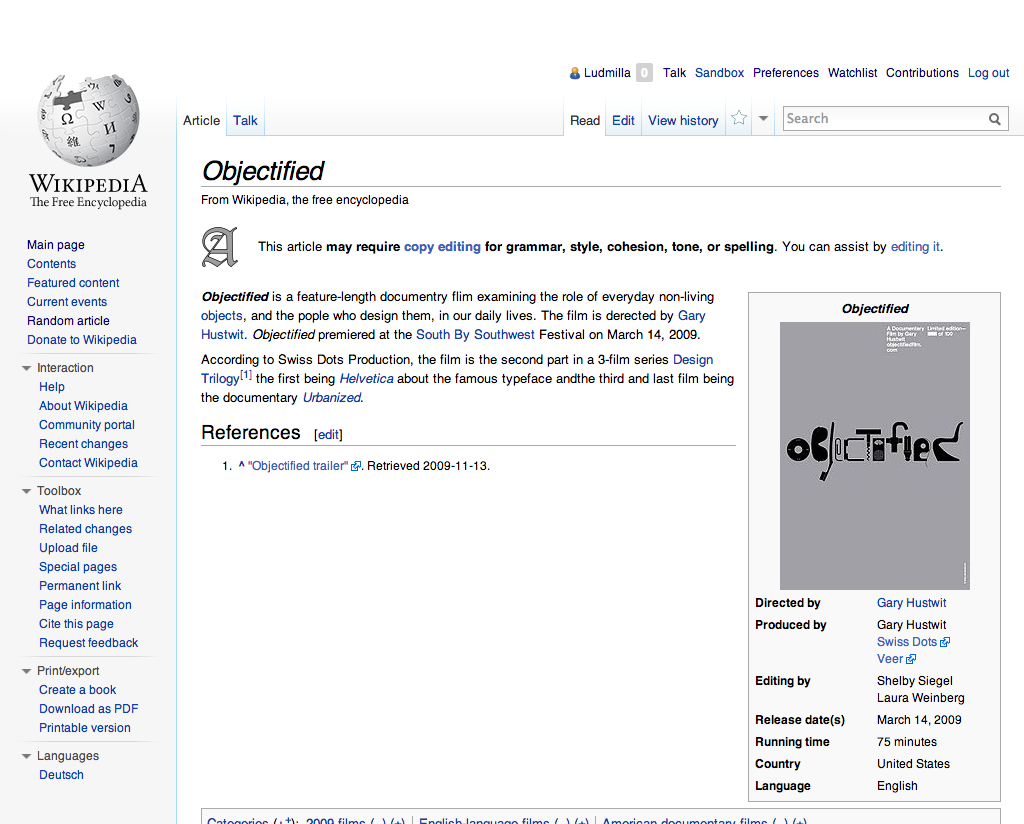 Ludmilla 0 Talk Sandbox Preferences Watchlist Contributions Log out
Article Talk Read Edit View history Search
Ω W И 維
WIKIPEDIA
The Free Encyclopedia
Main page
Contents
Featured content
Current events
Random article
Donate to Wikipedia
Interaction
Help
About Wikipedia
Community portal
Recent changes
Contact Wikipedia
Toolbox
What links here
Related changes
Upload file
Special pages
Permanent link
Page information
Cite this page
Request feedback
Print/export
Create a book
Download as PDF
Printable version
Languages
Deutsch
Objectified
From Wikipedia, the free encyclopedia
A
This article may require copy editing for grammar, style, cohesion, tone, or spelling. You can assist by editing it.
Objectified is a feature-length documentry film examining the role of everyday non-living
objects, and the pople who design them, in our daily lives. The film is derected by Gary
Hustwit. Objectified premiered at the South By Southwest Festival on March 14, 2009.
According to Swiss Dots Production, the film is the second part in a 3-film series Design
Trilogy[1] the first being Helvetica about the famous typeface andthe third and last film being
the documentary Urbanized.
References [edit]
1. ^ "Objectified trailer". Retrieved 2009-11-13.
Objectified
A Documentary Limited edition—
Film by Gary of 100
Hustwit
objectifiedfilm.
com
objectified
Directed by Gary Hustwit
Produced by Gary Hustwit
Swiss Dots
Veer
Editing by Shelby Siegel
Laura Weinberg
Release date(s) March 14, 2009
Running time 75 minutes
Country United States
Language English
Categories (++): 2009 films (−) (±) | English-language films (−) (±) | American documentary films (−) (±)